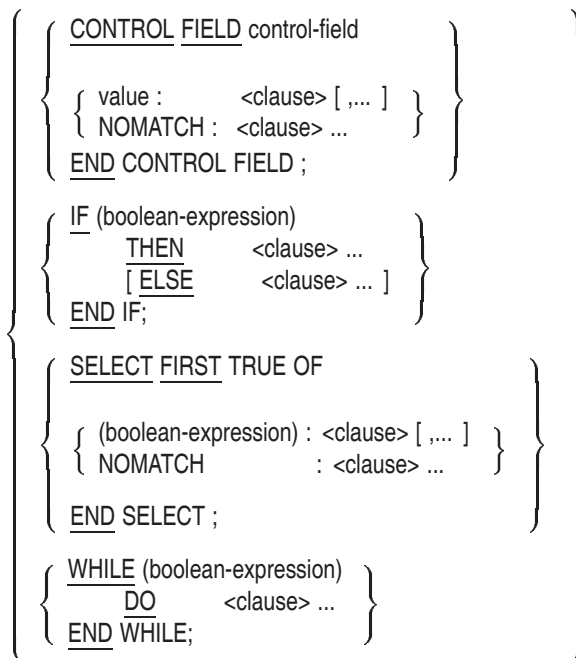 CONTROL FIELD control-field
value : <clause> [ ,... ]
NOMATCH : <clause> ...
END CONTROL FIELD ;
IF (boolean-expression)
THEN <clause> ...
[ ELSE <clause> ... ]
END IF;
SELECT FIRST TRUE OF
(boolean-expression) : <clause> [ ,... ]
NOMATCH : <clause> ...
END SELECT ;
WHILE (boolean-expression)
DO <clause> ...
END WHILE;